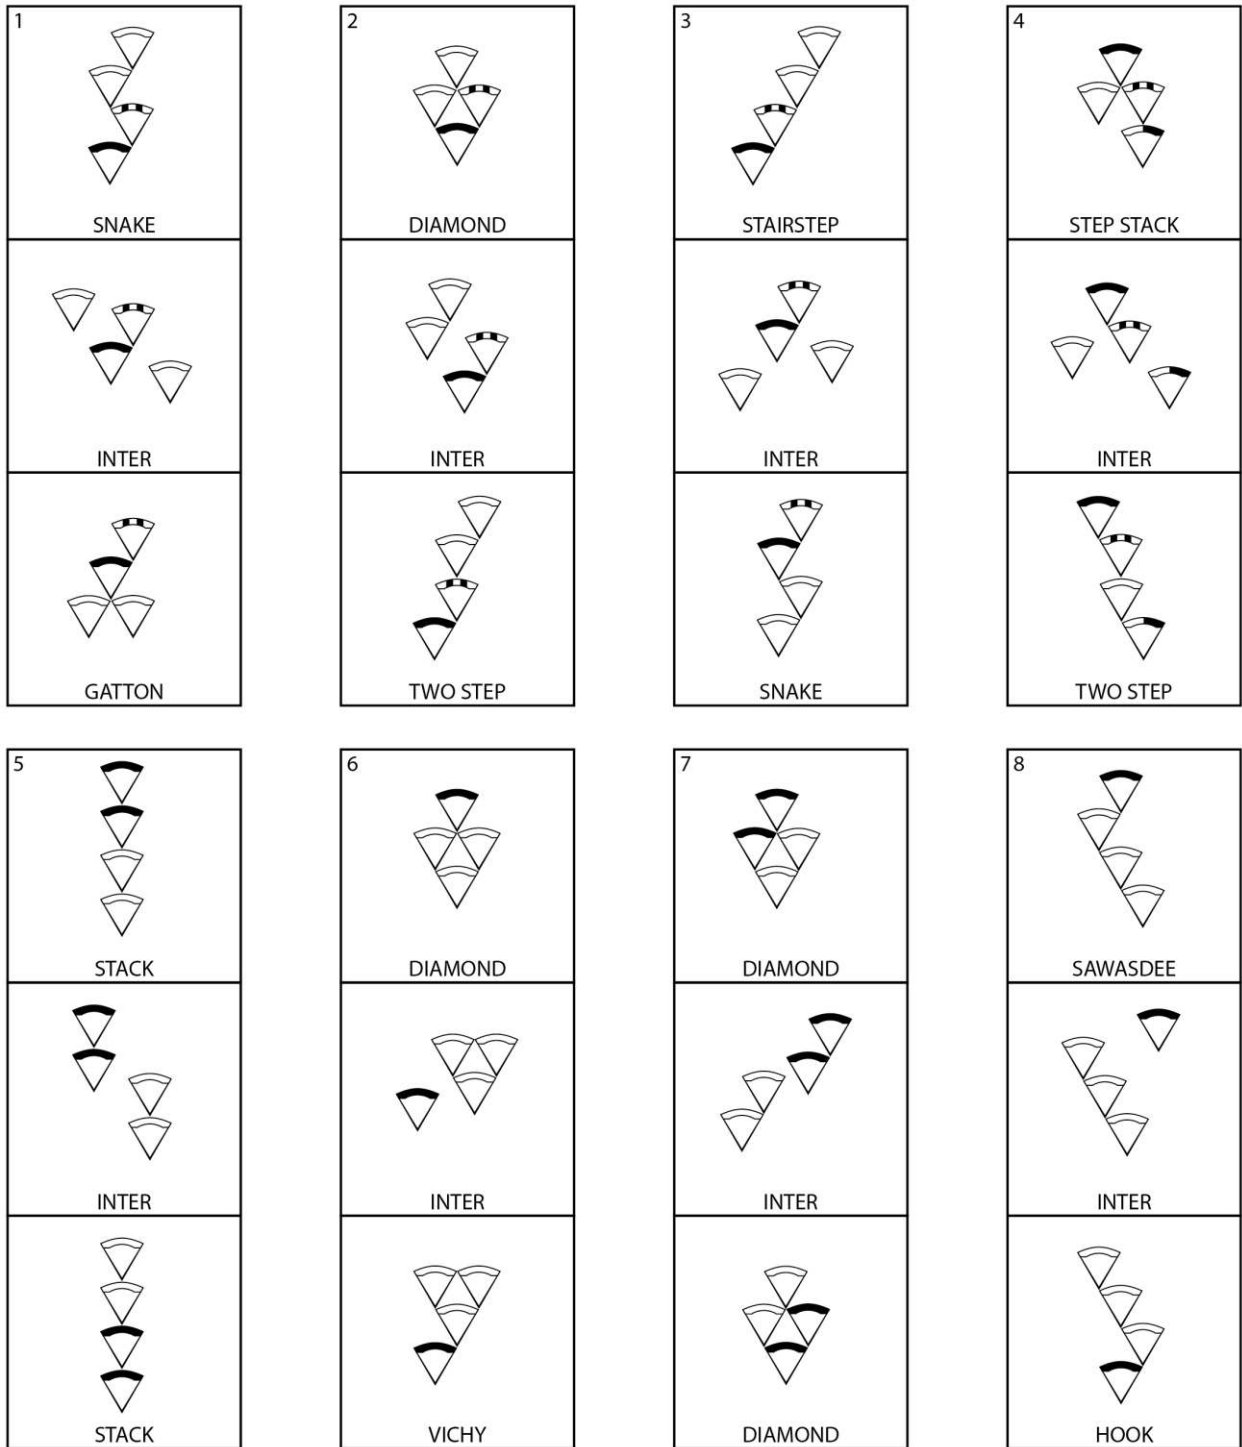 1
2
3
4
SNAKE
DIAMOND
STAIRSTEP
STEP STACK
INTER
INTER
INTER
INTER
GATTON
TWO STEP
SNAKE
TWO STEP
5
6
7
8
STACK
DIAMOND
DIAMOND
SAWASDEE
INTER
INTER
INTER
INTER
STACK
VICHY
DIAMOND
HOOK